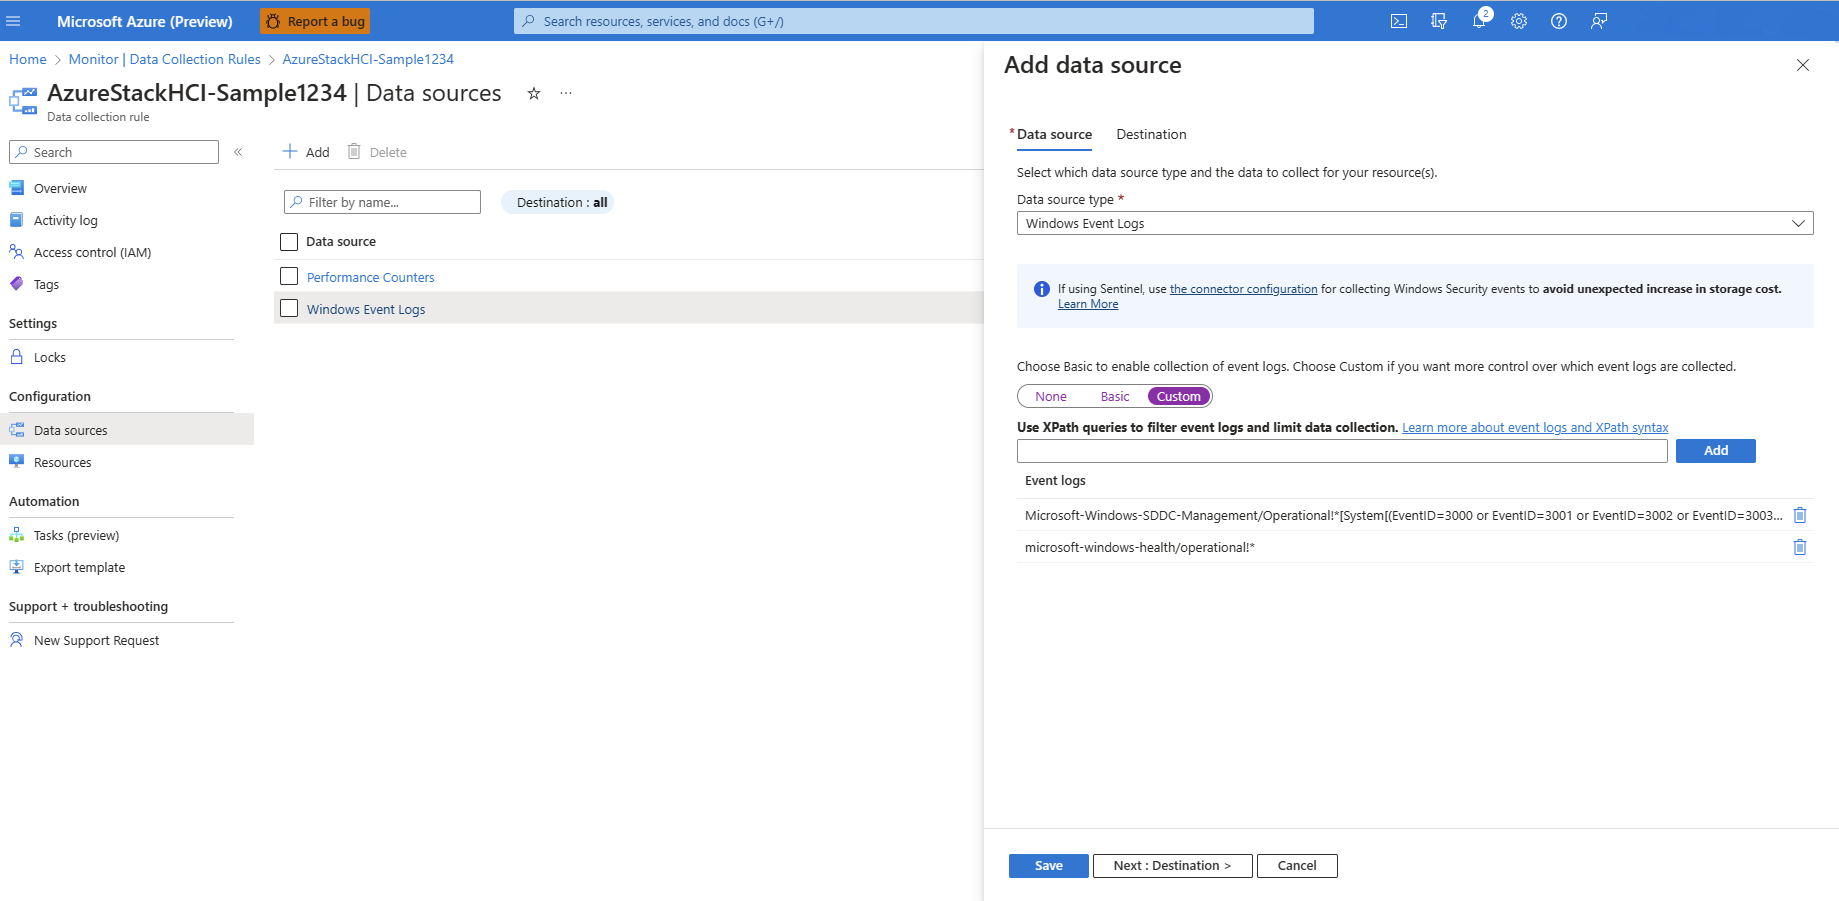 Microsoft Azure (Preview)
Report a bug
Search resources, services, and docs (G+/)
2
Home > Monitor | Data Collection Rules > AzureStackHCI-Sample1234
AzureStackHCI-Sample1234 | Data sources
Data collection rule
Search
Overview
Activity log
Access control (IAM)
Tags
Settings
Locks
Configuration
Data sources
Resources
Automation
Tasks (preview)
Export template
Support + troubleshooting
New Support Request
Add
Delete
Filter by name...
Destination : all
Data source
Performance Counters
Windows Event Logs
Add data source
* Data source
Destination
Select which data source type and the data to collect for your resource(s).
Data source type *
Windows Event Logs
If using Sentinel, use the connector configuration for collecting Windows Security events to avoid unexpected increase in storage cost.
Learn More
Choose Basic to enable collection of event logs. Choose Custom if you want more control over which event logs are collected.
None Basic Custom
Use XPath queries to filter event logs and limit data collection. Learn more about event logs and XPath syntax
Add
Event logs
Microsoft-Windows-SDDC-Management/Operational!*[System[(EventID=3000 or EventID=3001 or EventID=3002 or EventID=3003...
microsoft-windows-health/operational!*
Save
Next : Destination >
Cancel